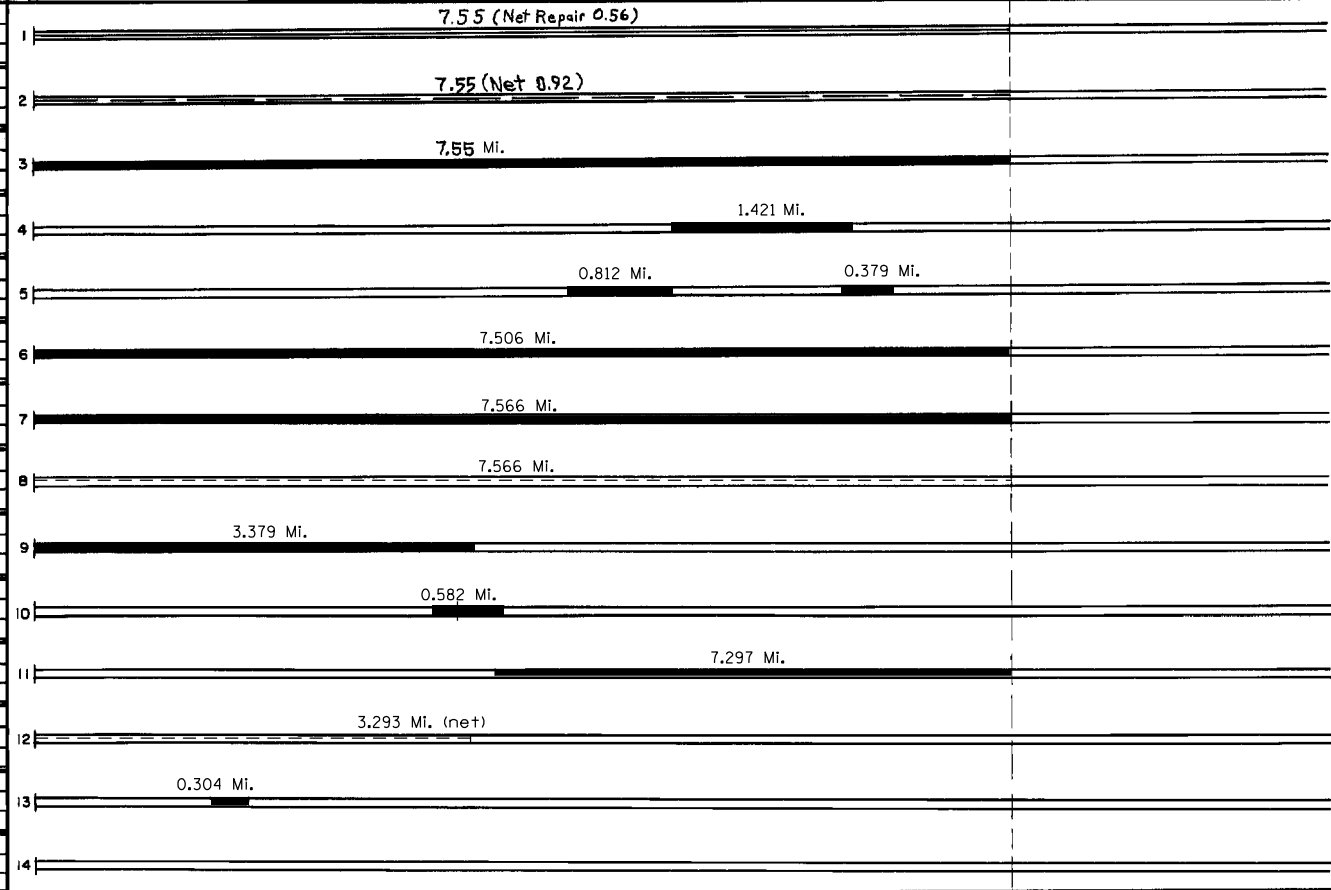 7.55 (Net Repair 0.56)
1
7.55 (Net 0.92)
2
7.55 Mi.
3
1.421 Mi.
4
0.812 Mi. 0.379 Mi.
5
7.506 Mi.
6
7.566 Mi.
7
7.566 Mi.
8
3.379 Mi.
9
0.582 Mi.
10
7.297 Mi.
11
3.293 Mi. (net)
12
0.304 Mi.
13
14